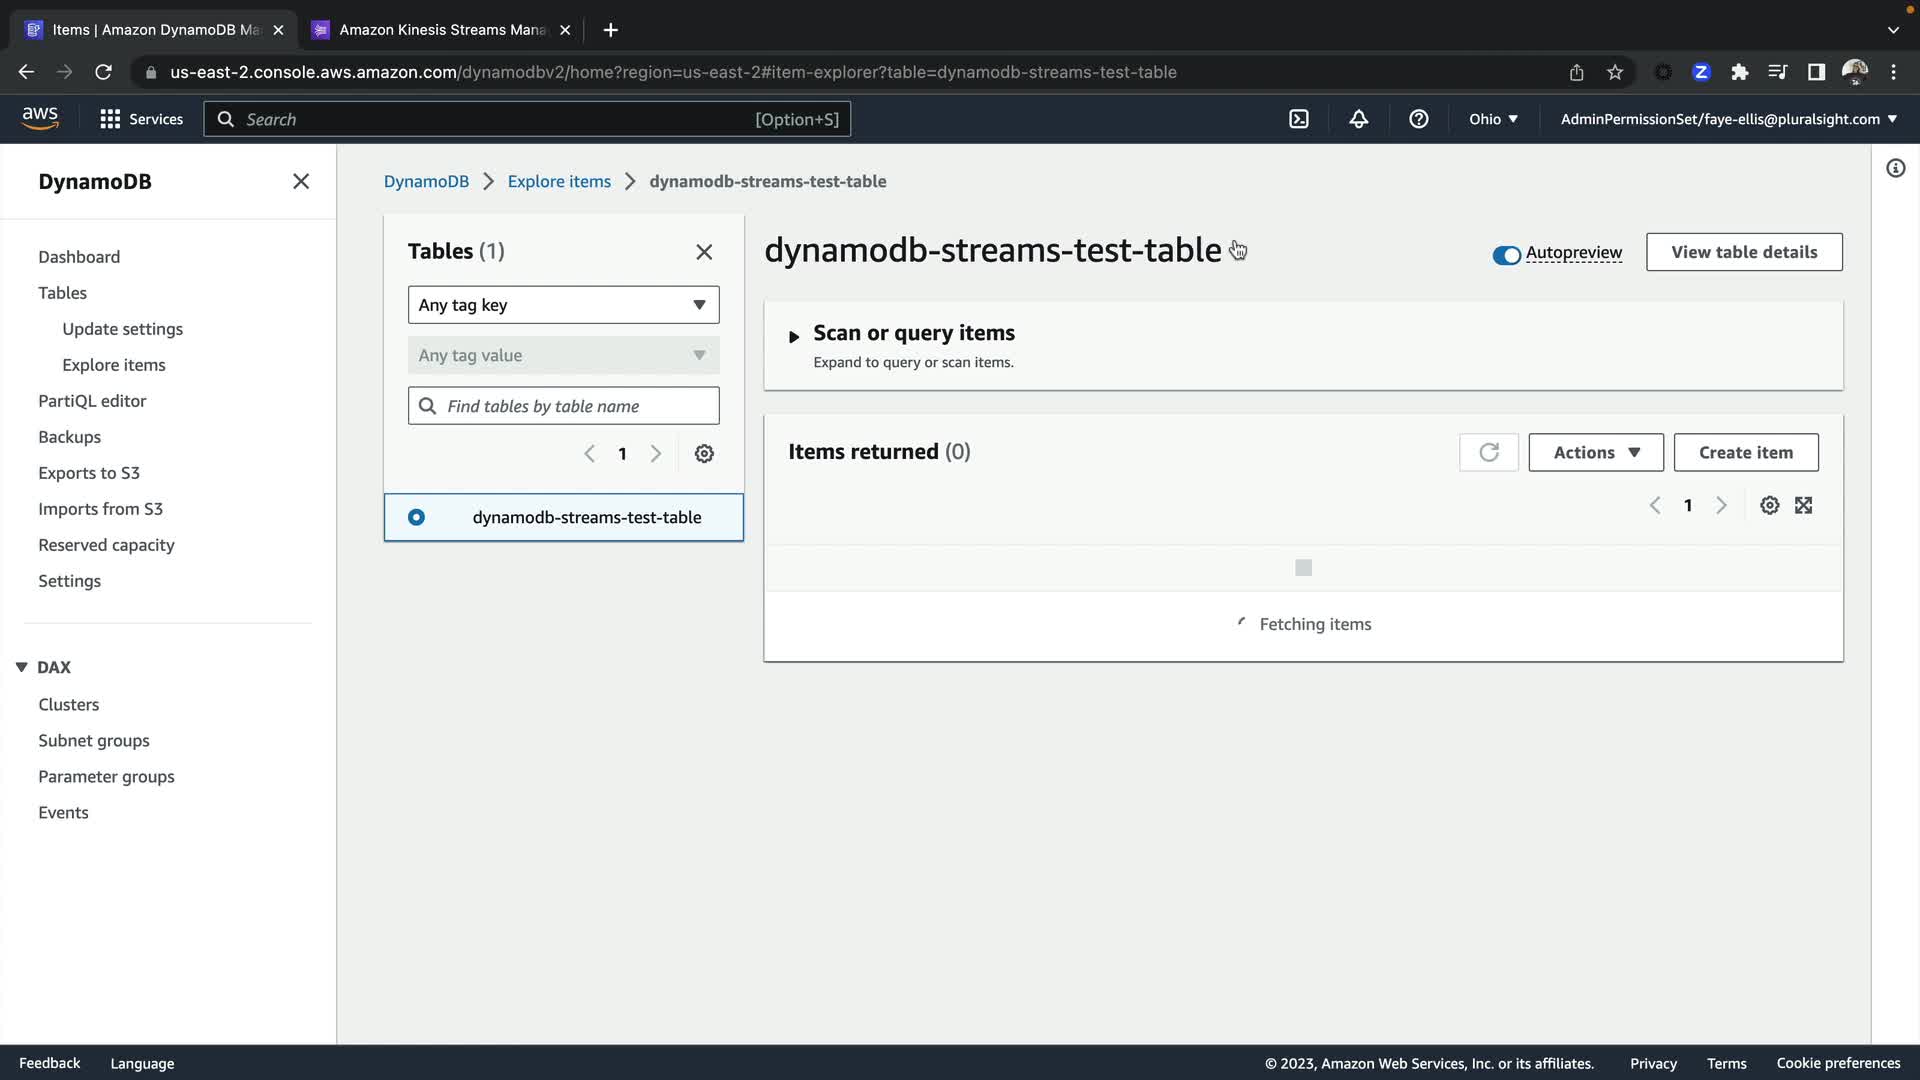 Items | Amazon DynamoDB Ma
Amazon Kinesis Streams Mana
us-east-2.console.aws.amazon.com/dynamodbv2/home?region=us-east-2#item-explorer?table=dynamodb-streams-test-table
Z
aws
Services
Search
[Option+S]
Ohio
AdminPermissionSet/faye-ellis@pluralsight.com
DynamoDB
Dashboard
Tables
Update settings
Explore items
PartiQL editor
Backups
Exports to S3
Imports from S3
Reserved capacity
Settings
DAX
Clusters
Subnet groups
Parameter groups
Events
DynamoDB
Explore items
dynamodb-streams-test-table
Tables (1)
Any tag key
Any tag value
Find tables by table name
1
dynamodb-streams-test-table
dynamodb-streams-test-table
Autopreview
View table details
Scan or query items
Expand to query or scan items.
Items returned (0)
Actions
Create item
1
Fetching items
Feedback
Language
© 2023, Amazon Web Services, Inc. or its affiliates.
Privacy
Terms
Cookie preferences